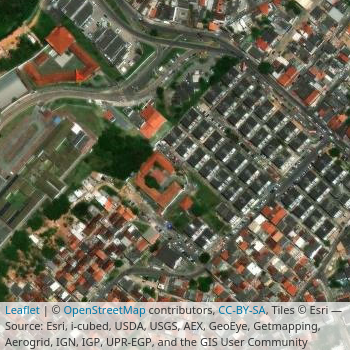 Leaflet | © OpenStreetMap contributors, CC-BY-SA, Tiles © Esri —
Source: Esri, i-cubed, USDA, USGS, AEX, GeoEye, Getmapping,
Aerogrid, IGN, IGP, UPR-EGP, and the GIS User Community